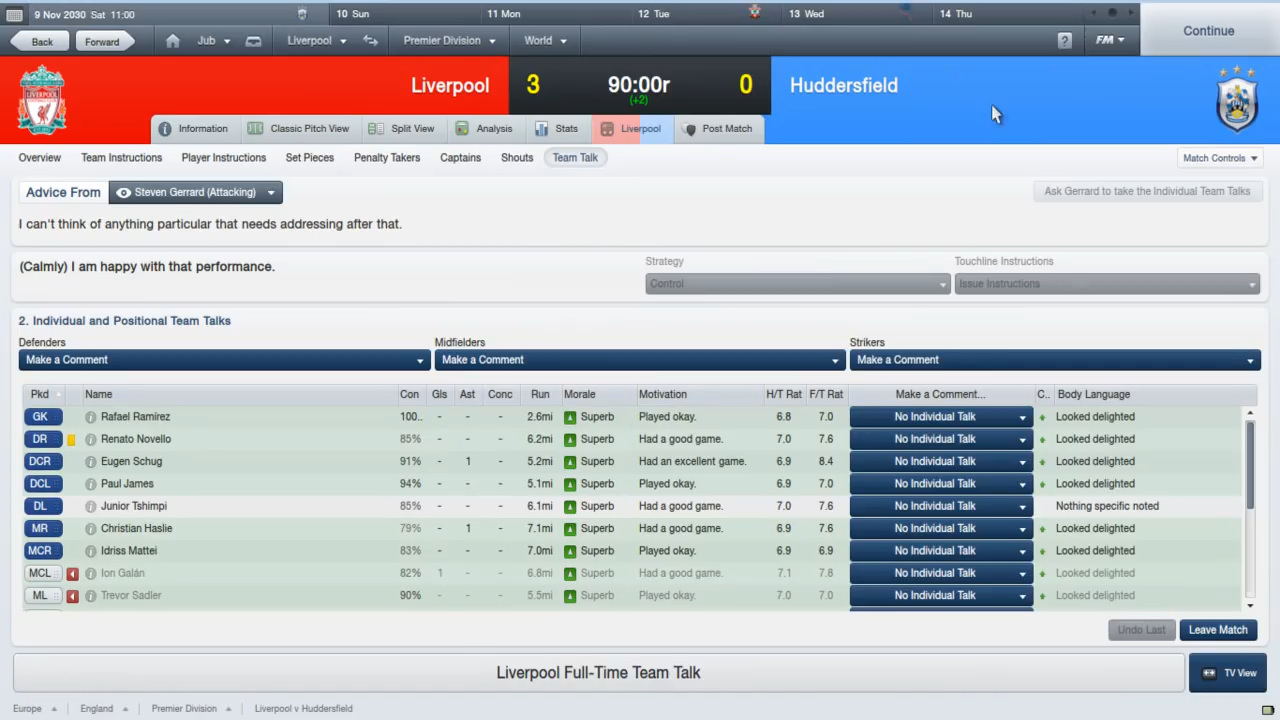 9 Nov 2030 Sat 11:00
10 Sun
11 Mon
12 Tue
13 Wed
14 Thu
Back
Forward
Jub
Liverpool
Premier Division
World
?
FM
Continue
Liverpool 3 90:00r (+2) 0 Huddersfield
Information
Classic Pitch View
Split View
Analysis
Stats
Liverpool
Post Match
Overview
Team Instructions
Player Instructions
Set Pieces
Penalty Takers
Captains
Shouts
Team Talk
Match Controls
Advice From
Steven Gerrard (Attacking)
Ask Gerrard to take the Individual Team Talks
I can't think of anything particular that needs addressing after that.
(Calmly) I am happy with that performance.
Strategy
Control
Touchline Instructions
Issue Instructions
2. Individual and Positional Team Talks
Defenders
Make a Comment
Midfielders
Make a Comment
Strikers
Make a Comment
Pkd Name Con Gls Ast Conc Run Morale Motivation H/T Rat F/T Rat Make a Comment... C.. Body Language
GK Rafael Ramírez 100.. - - - 2.6mi Superb Played okay. 6.8 7.0 No Individual Talk Looked delighted
DR Renato Novello 85% - - - 6.2mi Superb Had a good game. 7.0 7.6 No Individual Talk Looked delighted
DCR Eugen Schug 91% - 1 - 5.2mi Superb Had an excellent game. 6.9 8.4 No Individual Talk Looked delighted
DCL Paul James 94% - - - 5.1mi Superb Played okay. 6.9 7.0 No Individual Talk Looked delighted
DL Junior Tshimpi 85% - - - 6.1mi Superb Had a good game. 7.0 7.6 No Individual Talk Nothing specific noted
MR Christian Haslie 79% - 1 - 7.1mi Superb Had a good game. 6.9 7.6 No Individual Talk Looked delighted
MCR Idriss Mattei 83% - - - 7.0mi Superb Played okay. 6.9 6.9 No Individual Talk Looked delighted
MCL Ion Galán 82% 1 - - 6.8mi Superb Had a good game. 7.1 7.8 No Individual Talk Looked delighted
ML Trevor Sadler 90% - - - 5.5mi Superb Played okay. 7.0 7.0 No Individual Talk Looked delighted
Undo Last
Leave Match
Liverpool Full-Time Team Talk
TV View
Europe
England
Premier Division
Liverpool v Huddersfield